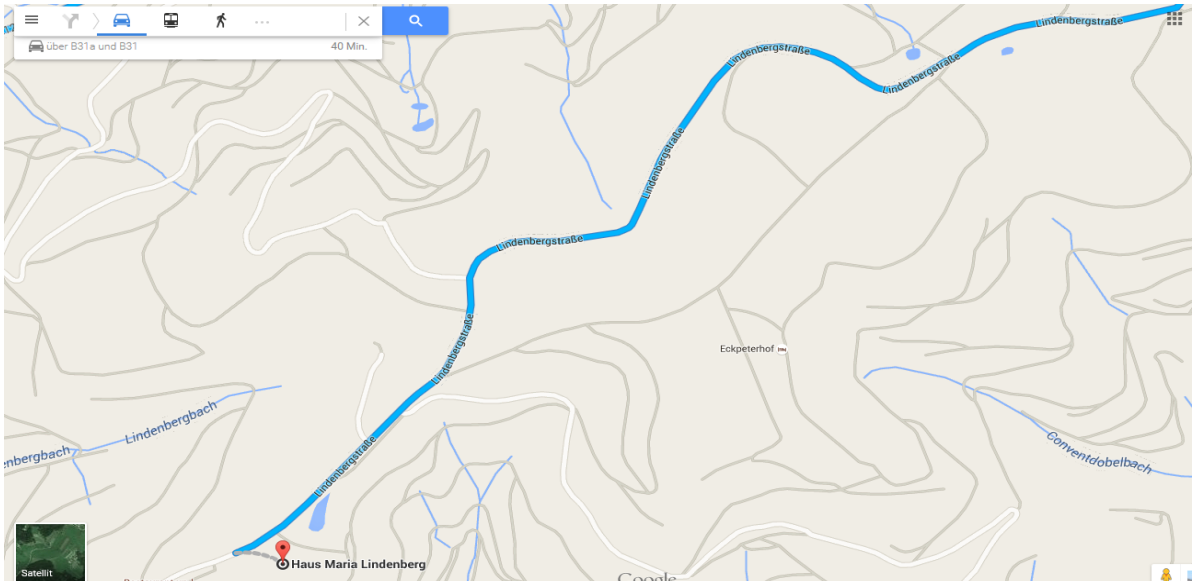 Lindenbergstraße
über B31a und B31 40 Min.
Lindenbergstraße
Lindenbergstraße
Lindenbergstraße
Lindenbergstraße
Lindenbergstraße
Eckpeterhof
Lindenbergbach
enbergbach
Lindenbergstraße
Conventdobelbach
Haus Maria Lindenberg
Satellit
Google